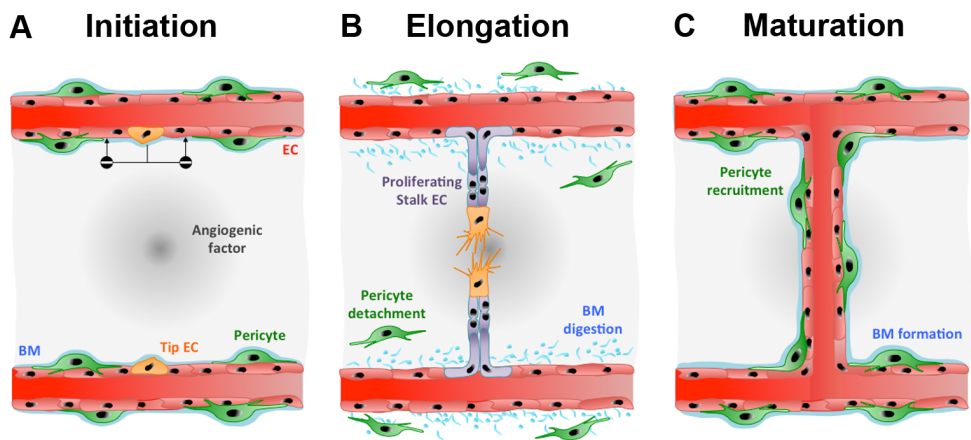 A Initiation
B Elongation
C Maturation
EC
Angiogenic
factor
BM
Tip EC
Pericyte
Proliferating
Stalk EC
Pericyte
detachment
BM
digestion
Pericyte
recruitment
BM formation